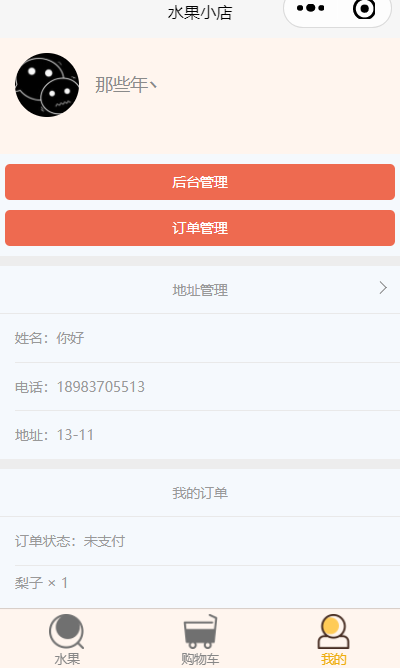 水果小店
那些年丶
后台管理
订单管理
地址管理
姓名：你好
电话：18983705513
地址：13-11
我的订单
订单状态：未支付
梨子 × 1
水果
购物车
我的